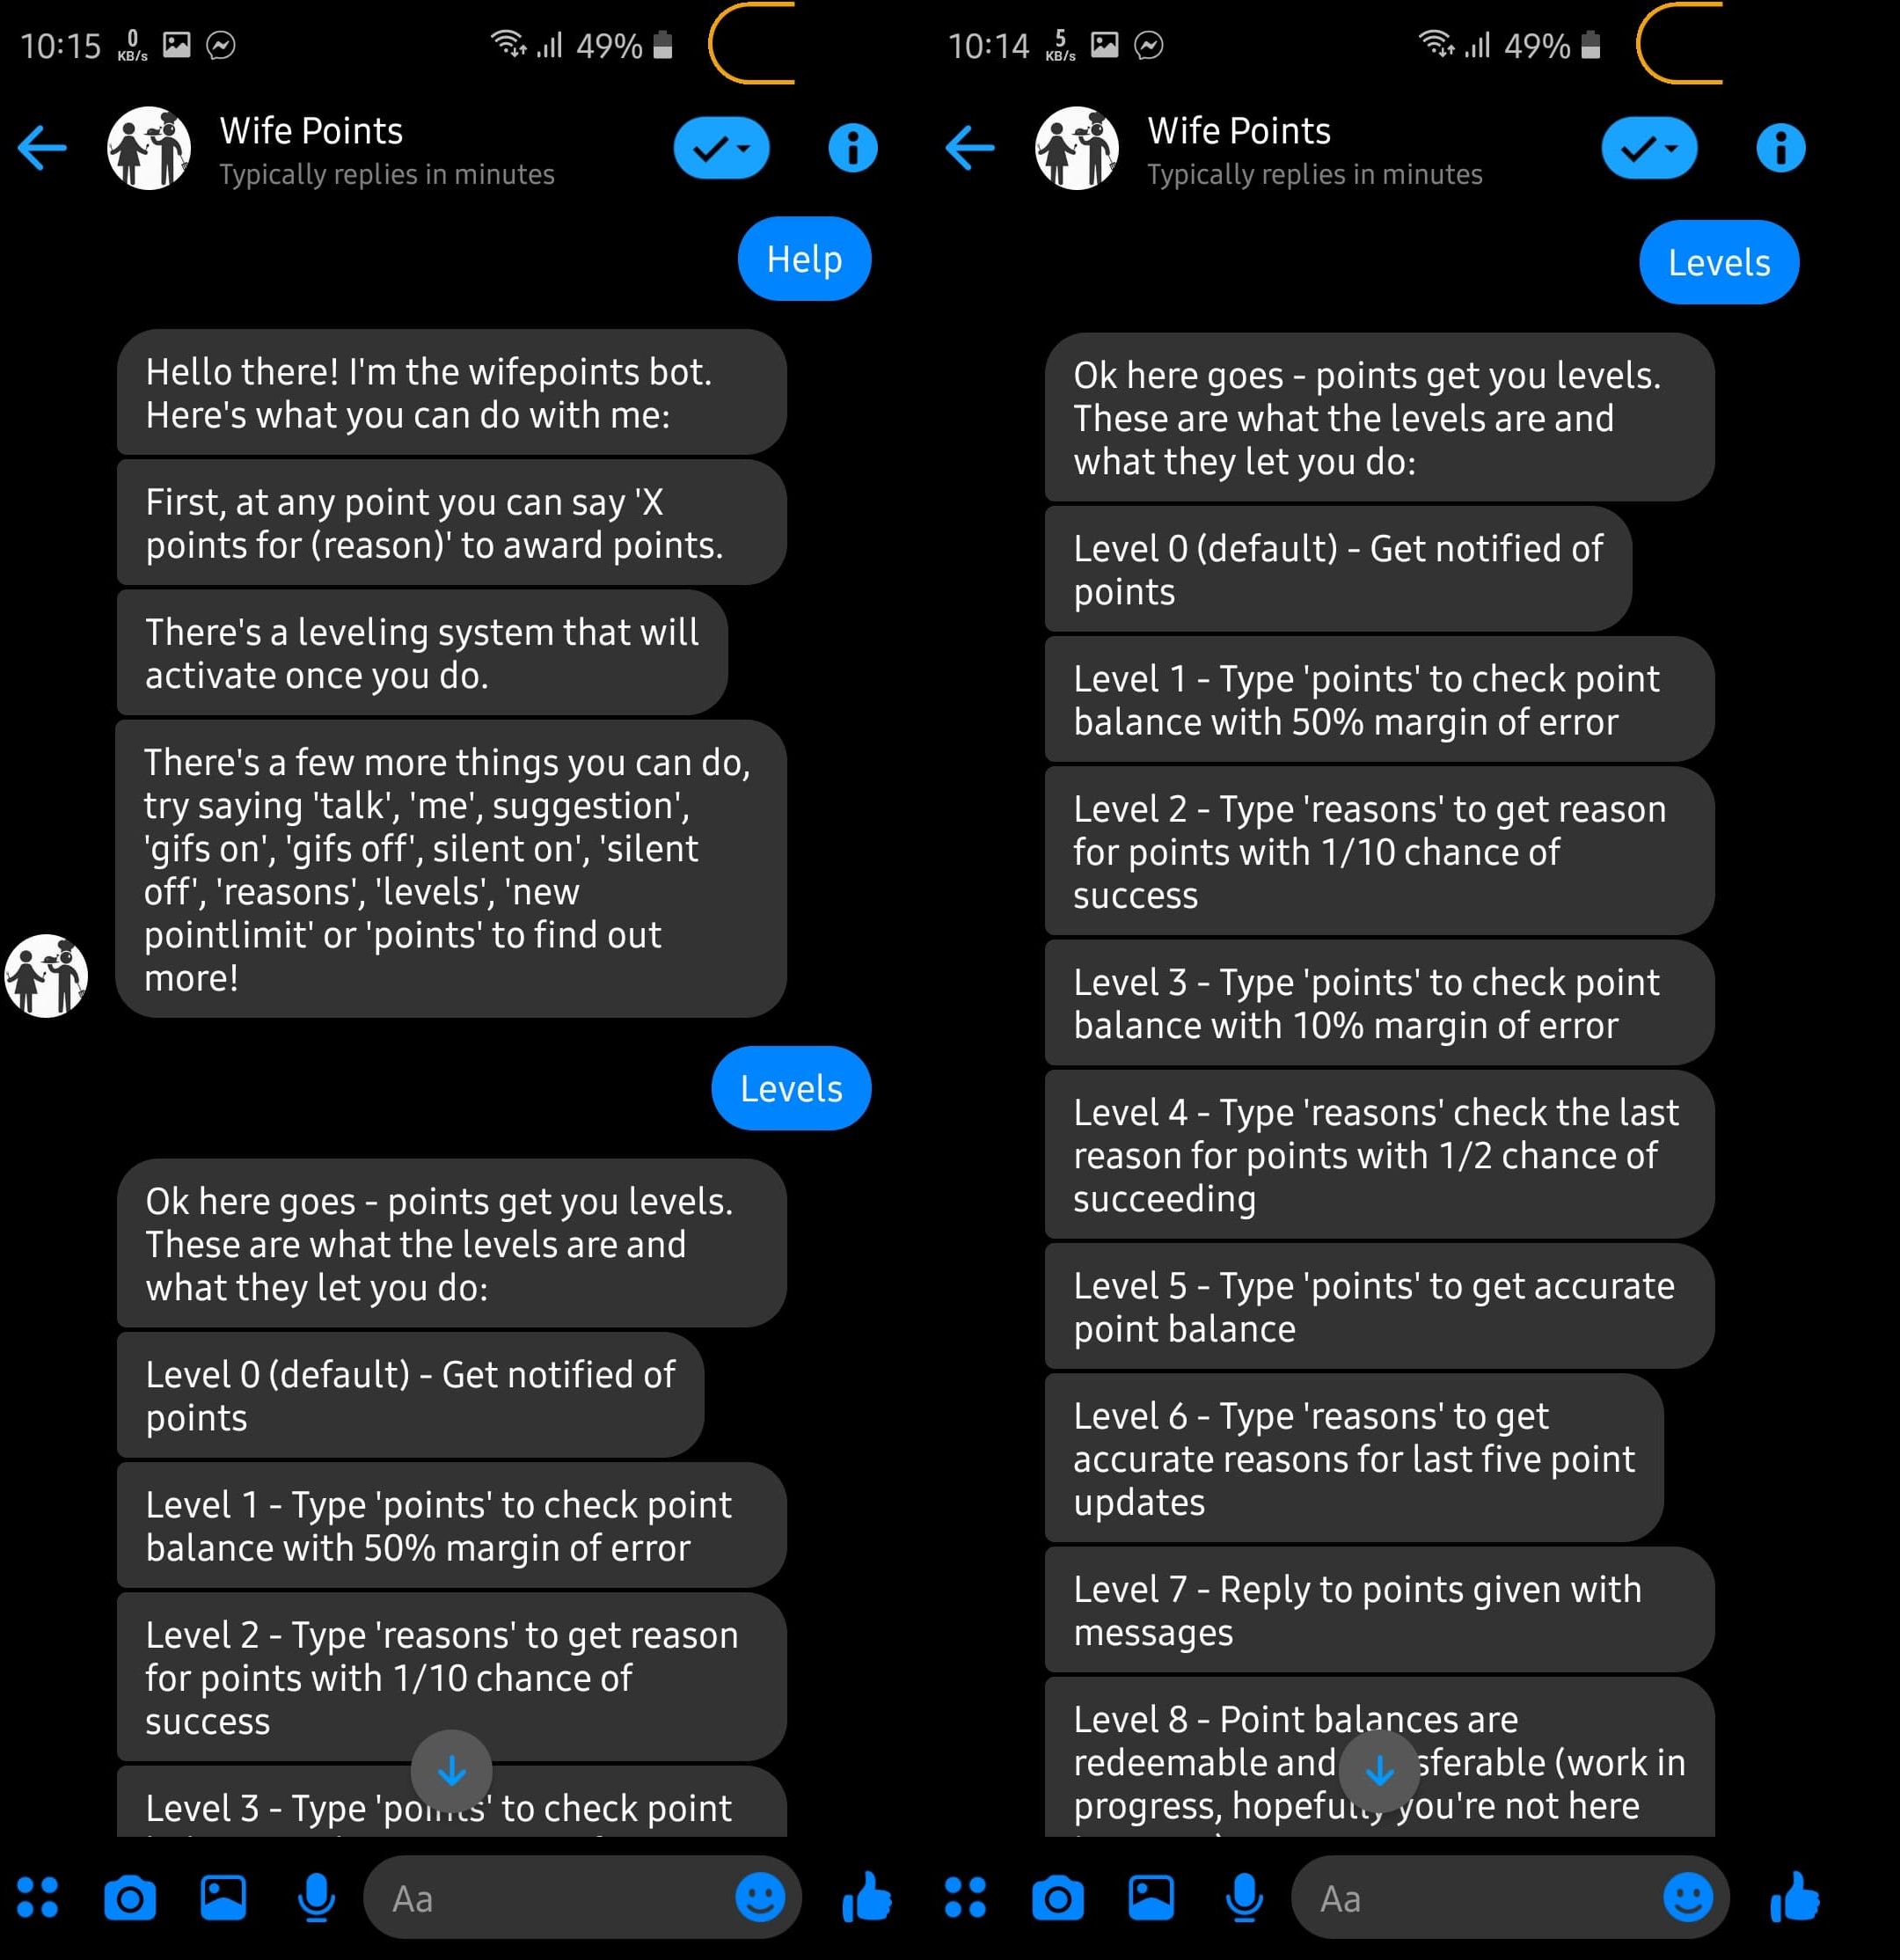 10:15
0
KB/s
49%
Wife Points
Typically replies in minutes
Help
Hello there! I'm the wifepoints bot.
Here's what you can do with me:
First, at any point you can say 'X
points for (reason)' to award points.
There's a leveling system that will
activate once you do.
There's a few more things you can do,
try saying 'talk', 'me', suggestion',
'gifs on', 'gifs off', silent on', 'silent
off', 'reasons', 'levels', 'new
pointlimit' or 'points' to find out
more!
Levels
Ok here goes - points get you levels.
These are what the levels are and
what they let you do:
Level 0 (default) - Get notified of
points
Level 1 - Type 'points' to check point
balance with 50% margin of error
Level 2 - Type 'reasons' to get reason
for points with 1/10 chance of
success
Level 3 - Type 'points' to check point
Aa
10:14
5
KB/s
49%
Wife Points
Typically replies in minutes
Levels
Ok here goes - points get you levels.
These are what the levels are and
what they let you do:
Level 0 (default) - Get notified of
points
Level 1 - Type 'points' to check point
balance with 50% margin of error
Level 2 - Type 'reasons' to get reason
for points with 1/10 chance of
success
Level 3 - Type 'points' to check point
balance with 10% margin of error
Level 4 - Type 'reasons' check the last
reason for points with 1/2 chance of
succeeding
Level 5 - Type 'points' to get accurate
point balance
Level 6 - Type 'reasons' to get
accurate reasons for last five point
updates
Level 7 - Reply to points given with
messages
Level 8 - Point balances are
redeemable and sferable (work in
progress, hopefully you're not here
Aa